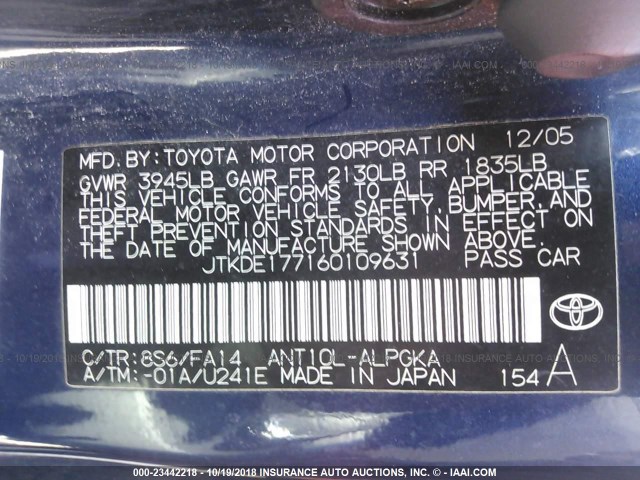 MFD. BY: TOYOTA MOTOR CORPORATION 12/05
GVWR 3945LB GAWR FR 2130LB RR 1835LB
THIS VEHICLE CONFORMS TO ALL APPLICABLE
FEDERAL MOTOR VEHICLE SAFETY, BUMPER, AND
THEFT PREVENTION STANDARDS IN EFFECT ON
THE DATE OF MANUFACTURE SHOWN ABOVE.
JTKDE177160109631 PASS CAR
C/TR: 8S6/FA14 ANT10L-ALPGKA
A/TM: -01A/U241E MADE IN JAPAN 154 A
000-23442218 - 10/19/2018 INSURANCE AUTO AUCTIONS © - IAAI.COM